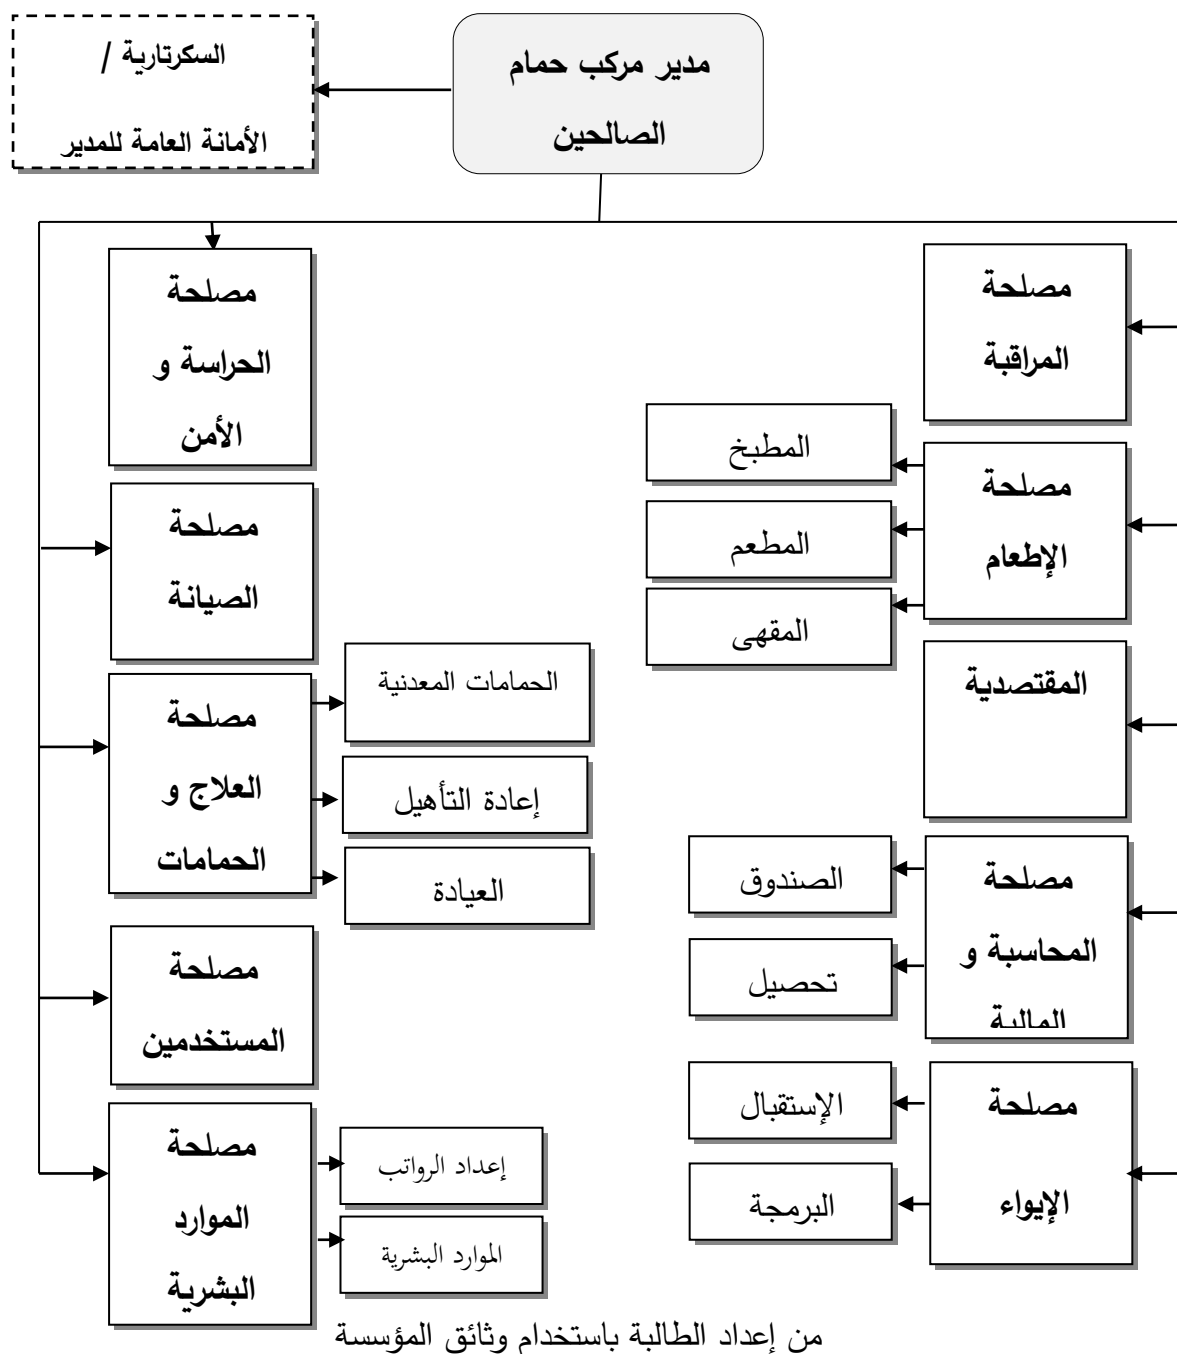 مدير مركب حمام
الصالحين
السكرتارية /
الأمانة العامة للمدير
مصلحة
المراقبة
مصلحة
الإطعام
المطبخ
المطعم
المقهى
المقتصدية
مصلحة
المحاسبة و
المالية
الصندوق
تحصيل
مصلحة
الإيواء
الإستقبال
البرمجة
مصلحة
الحراسة و
الأمن
مصلحة
الصيانة
مصلحة
العلاج و
الحمامات
الحمامات المعدنية
إعادة التأهيل
العيادة
مصلحة
المستخدمين
مصلحة
الموارد
البشرية
إعداد الرواتب
الموارد البشرية
من إعداد الطالبة باستخدام وثائق المؤسسة